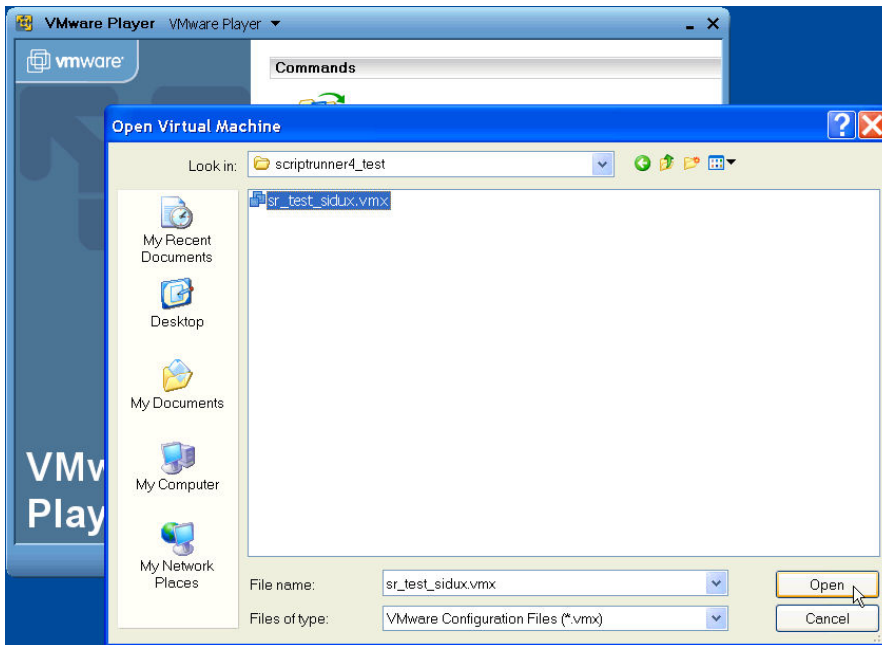 VMware Player VMware Player
vmware
Commands
Open Virtual Machine
Look in: scriptrunner4_test
sr_test_sidux.vmx
My Recent
Documents
Desktop
My Documents
My Computer
My Network
Places
VMw
Play
File name: sr_test_sidux.vmx Open
Files of type: VMware Configuration Files (*.vmx) Cancel